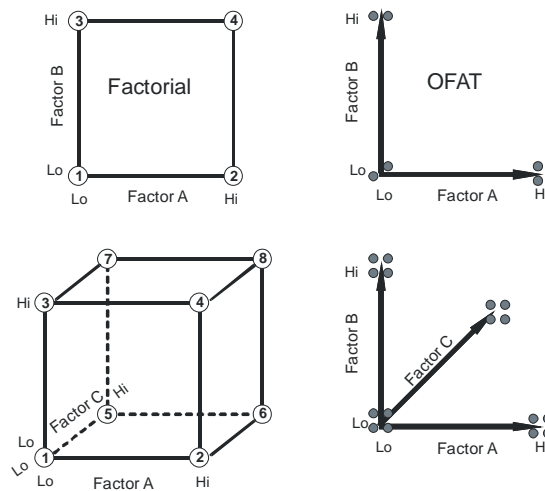 Hi
3
4
Factor B
Factorial
Lo
1
2
Lo
Factor A
Hi
Hi
Factor B
OFAT
Lo
Lo
Factor A
H
7
8
Hi
3
4
Factor C
Hi
5
6
Lo
Lo
1
2
Lo
Factor A
Hi
Hi
Factor B
Factor C
Lo
Lo
Factor A
H